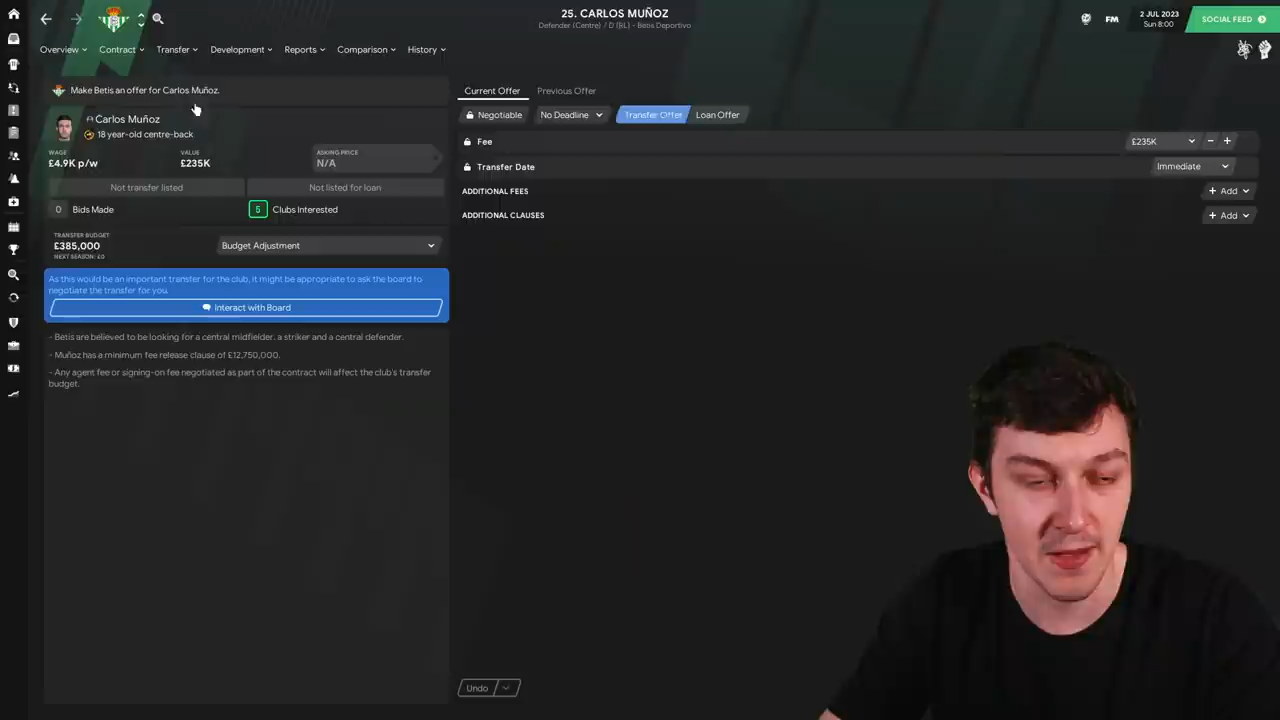 25. CARLOS MUÑOZ
Defender (Centre) / D (RL) - Betis Deportivo
FM
2 JUL 2023
Sun 8:00
SOCIAL FEED
Overview
Contract
Transfer
Development
Reports
Comparison
History
Make Betis an offer for Carlos Muñoz.
Carlos Muñoz
18 year-old centre-back
WAGE
£4.9K p/w
VALUE
£235K
ASKING PRICE
N/A
Not transfer listed
Not listed for loan
0 Bids Made
5 Clubs Interested
TRANSFER BUDGET
£385,000
NEXT SEASON: £0
Budget Adjustment
As this would be an important transfer for the club, it might be appropriate to ask the board to
negotiate the transfer for you.
Interact with Board
- Betis are believed to be looking for a central midfielder, a striker and a central defender.
- Muñoz has a minimum fee release clause of £12,750,000.
- Any agent fee or signing-on fee negotiated as part of the contract will affect the club's transfer
budget.
Current Offer
Previous Offer
Negotiable
No Deadline
Transfer Offer
Loan Offer
Fee
£235K
- +
Transfer Date
Immediate
ADDITIONAL FEES
+ Add
ADDITIONAL CLAUSES
+ Add
Undo